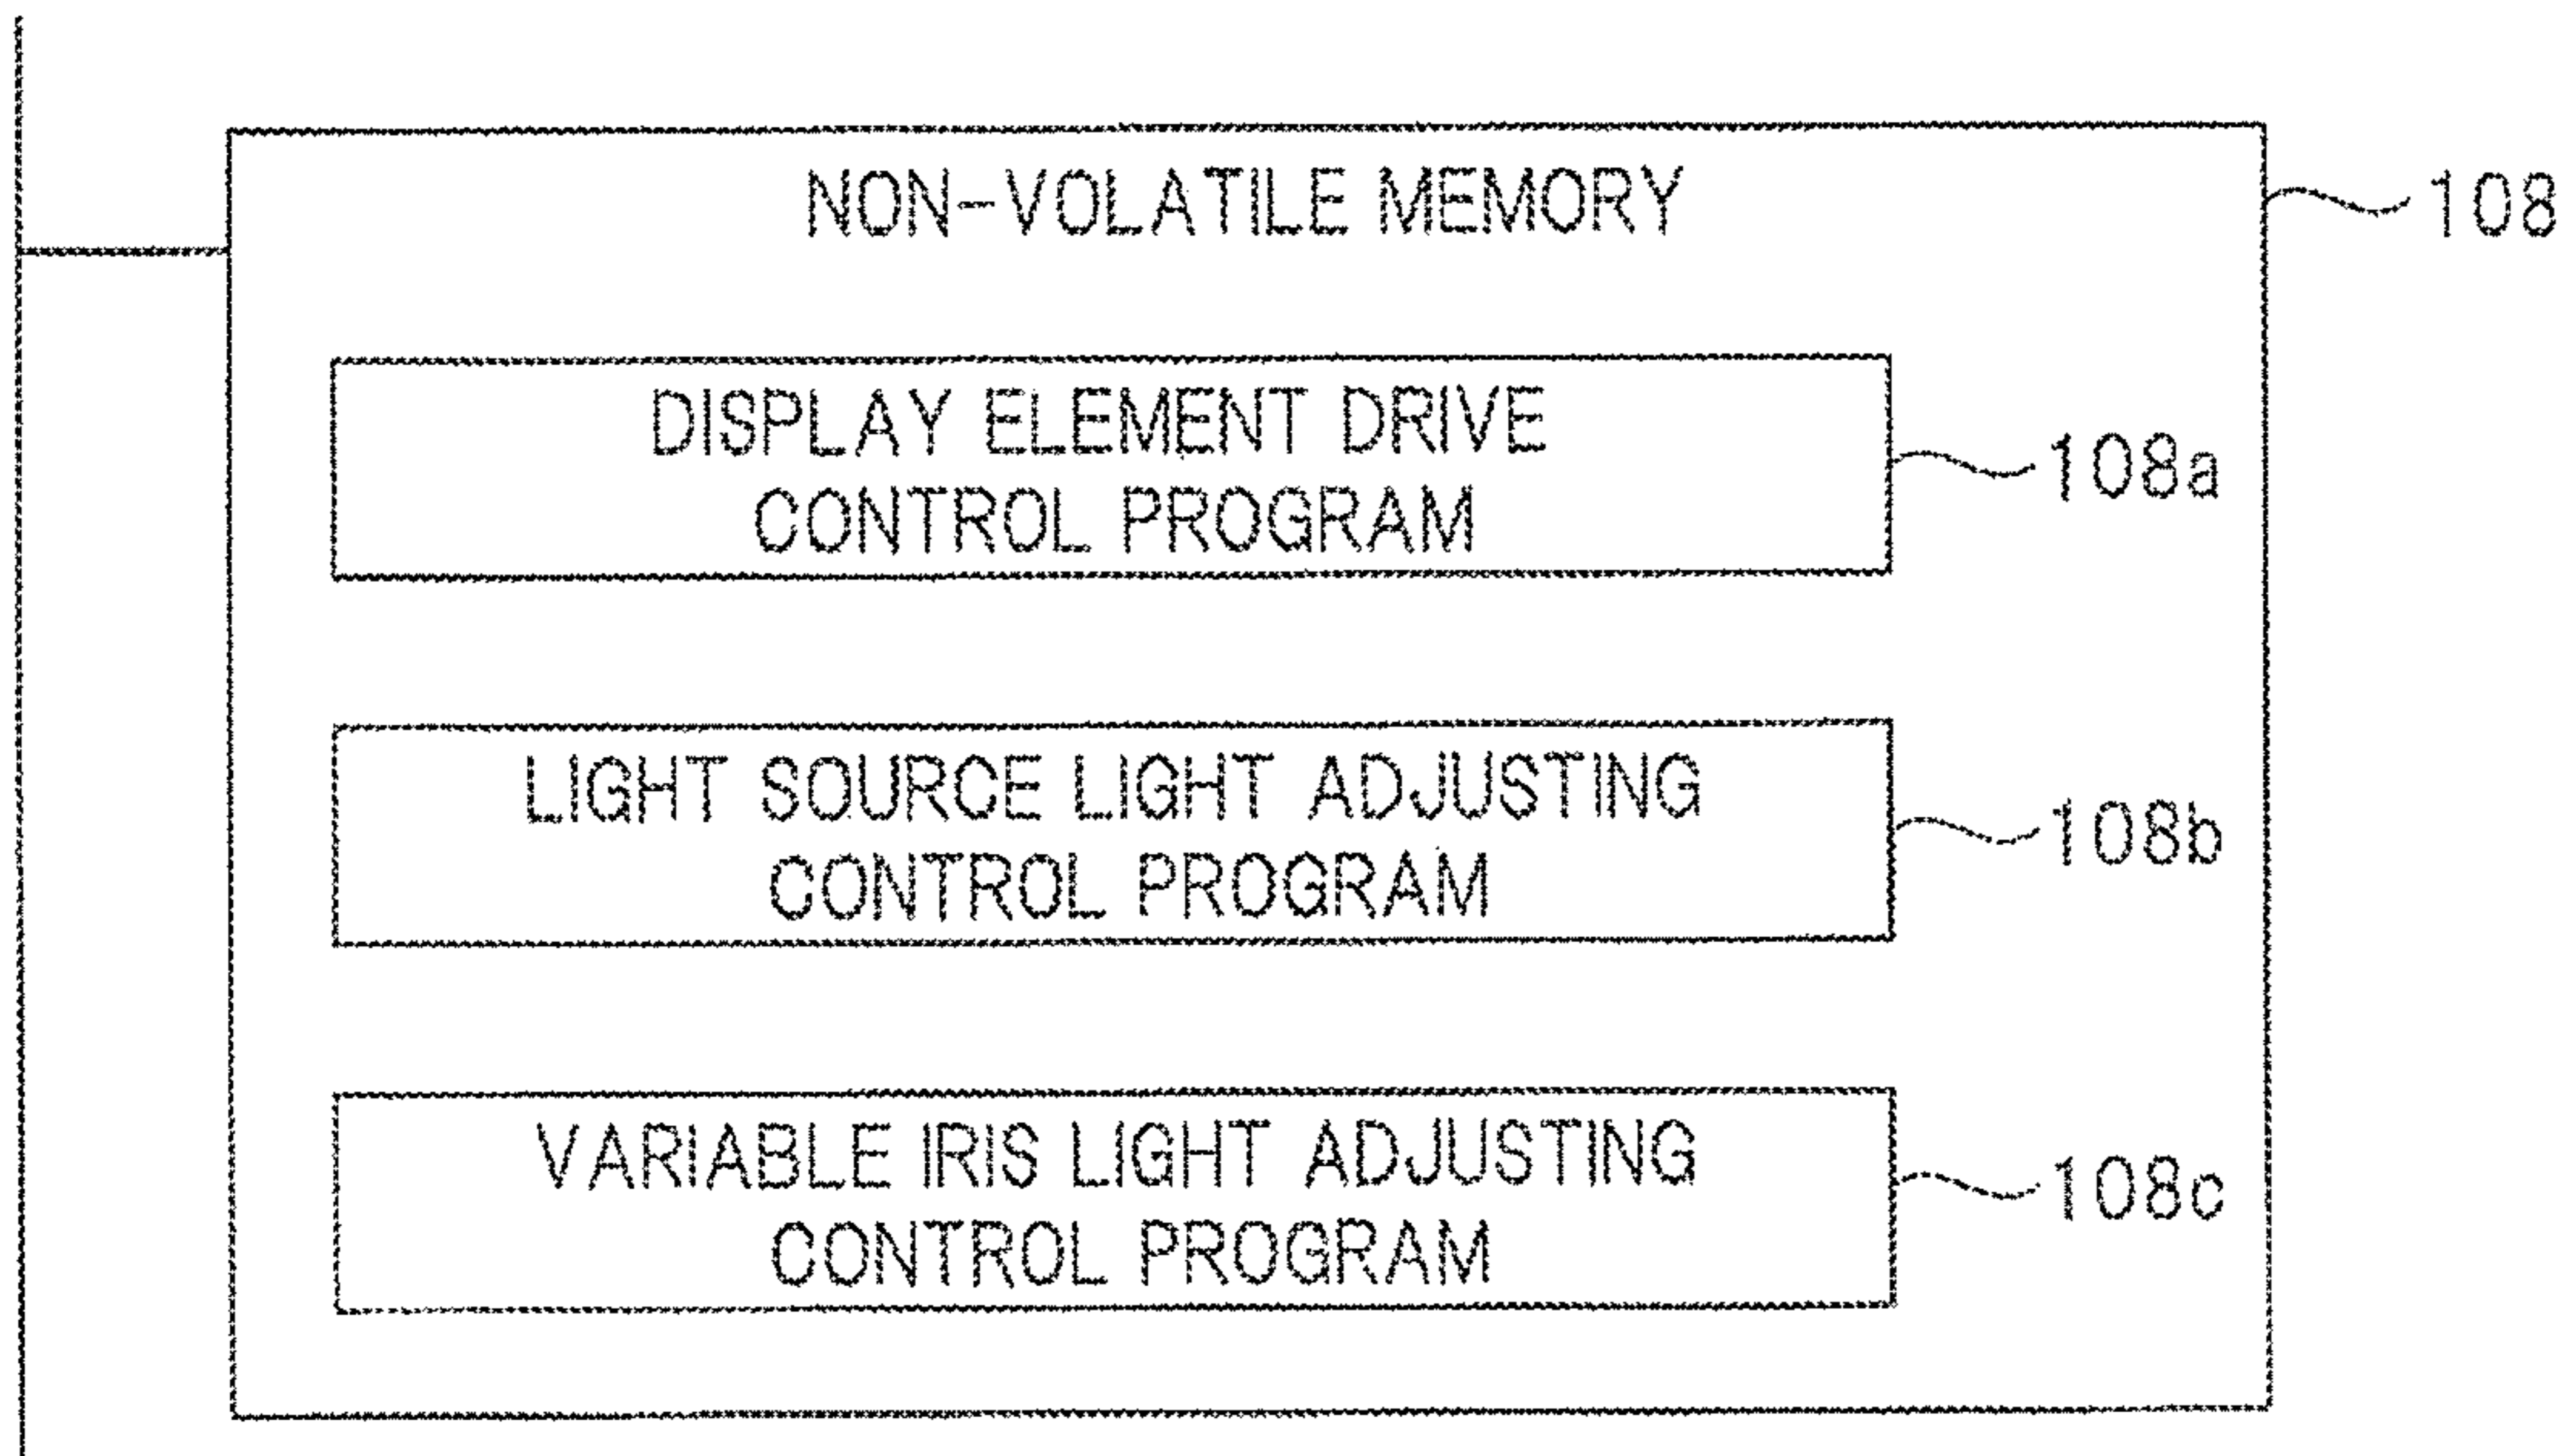 NON-VOLATILE MEMORY
108
DISPLAY ELEMENT DRIVE
CONTROL PROGRAM
108a
LIGHT SOURCE LIGHT ADJUSTING
CONTROL PROGRAM
108b
VARIABLE IRIS LIGHT ADJUSTING
CONTROL PROGRAM
108c